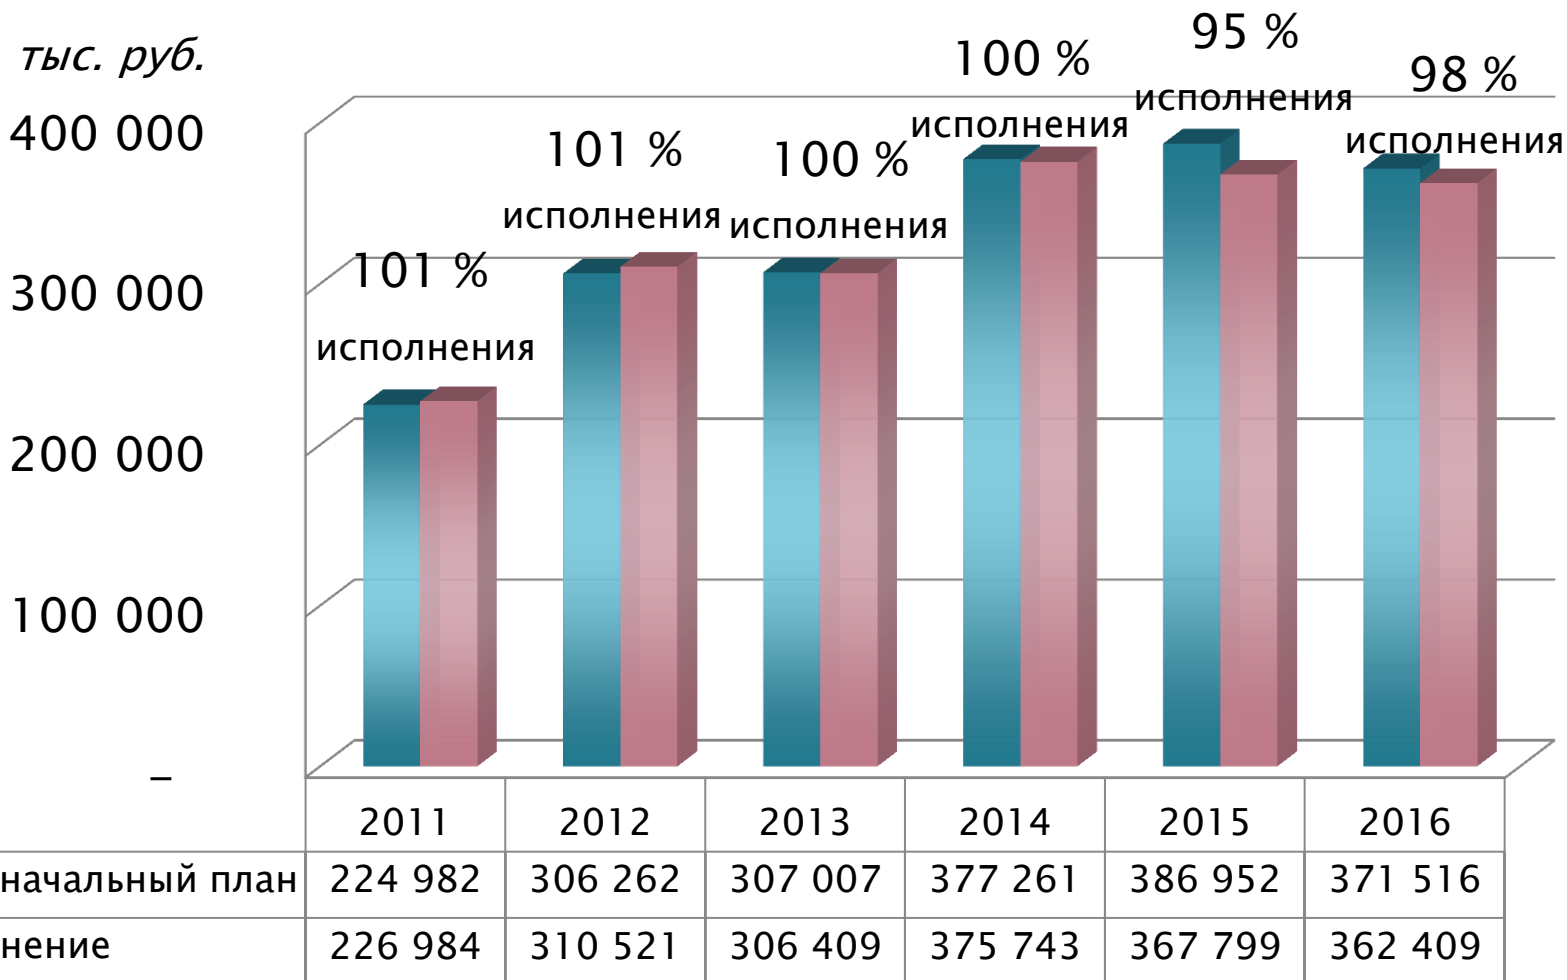 тыс. руб.
400 000
300 000
200 000
100 000
–
101 %
исполнения
101 %
исполнения
100 %
исполнения
100 %
исполнения
95 %
исполнения
98 %
исполнения
2011 2012 2013 2014 2015 2016
начальный план 224 982 306 262 307 007 377 261 386 952 371 516
нение 226 984 310 521 306 409 375 743 367 799 362 409